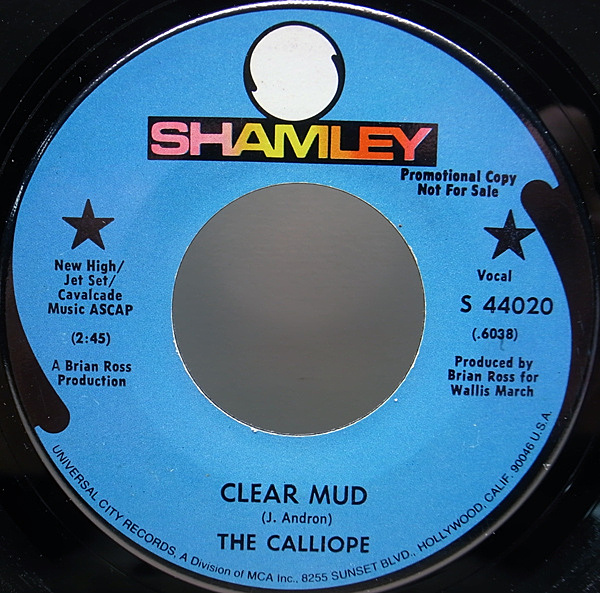 SHAMLEY
Promotional Copy
Not For Sale
New High/
Jet Set/
Cavalcade
Music ASCAP
(2:45)
A Brian Ross
Production
Vocal
S 44020
(.6038)
Produced by
Brian Ross for
Wallis March
CLEAR MUD
(J. Andron)
THE CALLIOPE
UNIVERSAL CITY RECORDS, A Division of MCA Inc., 8255 SUNSET BLVD., HOLLYWOOD, CALIF. 90046 U.S.A.